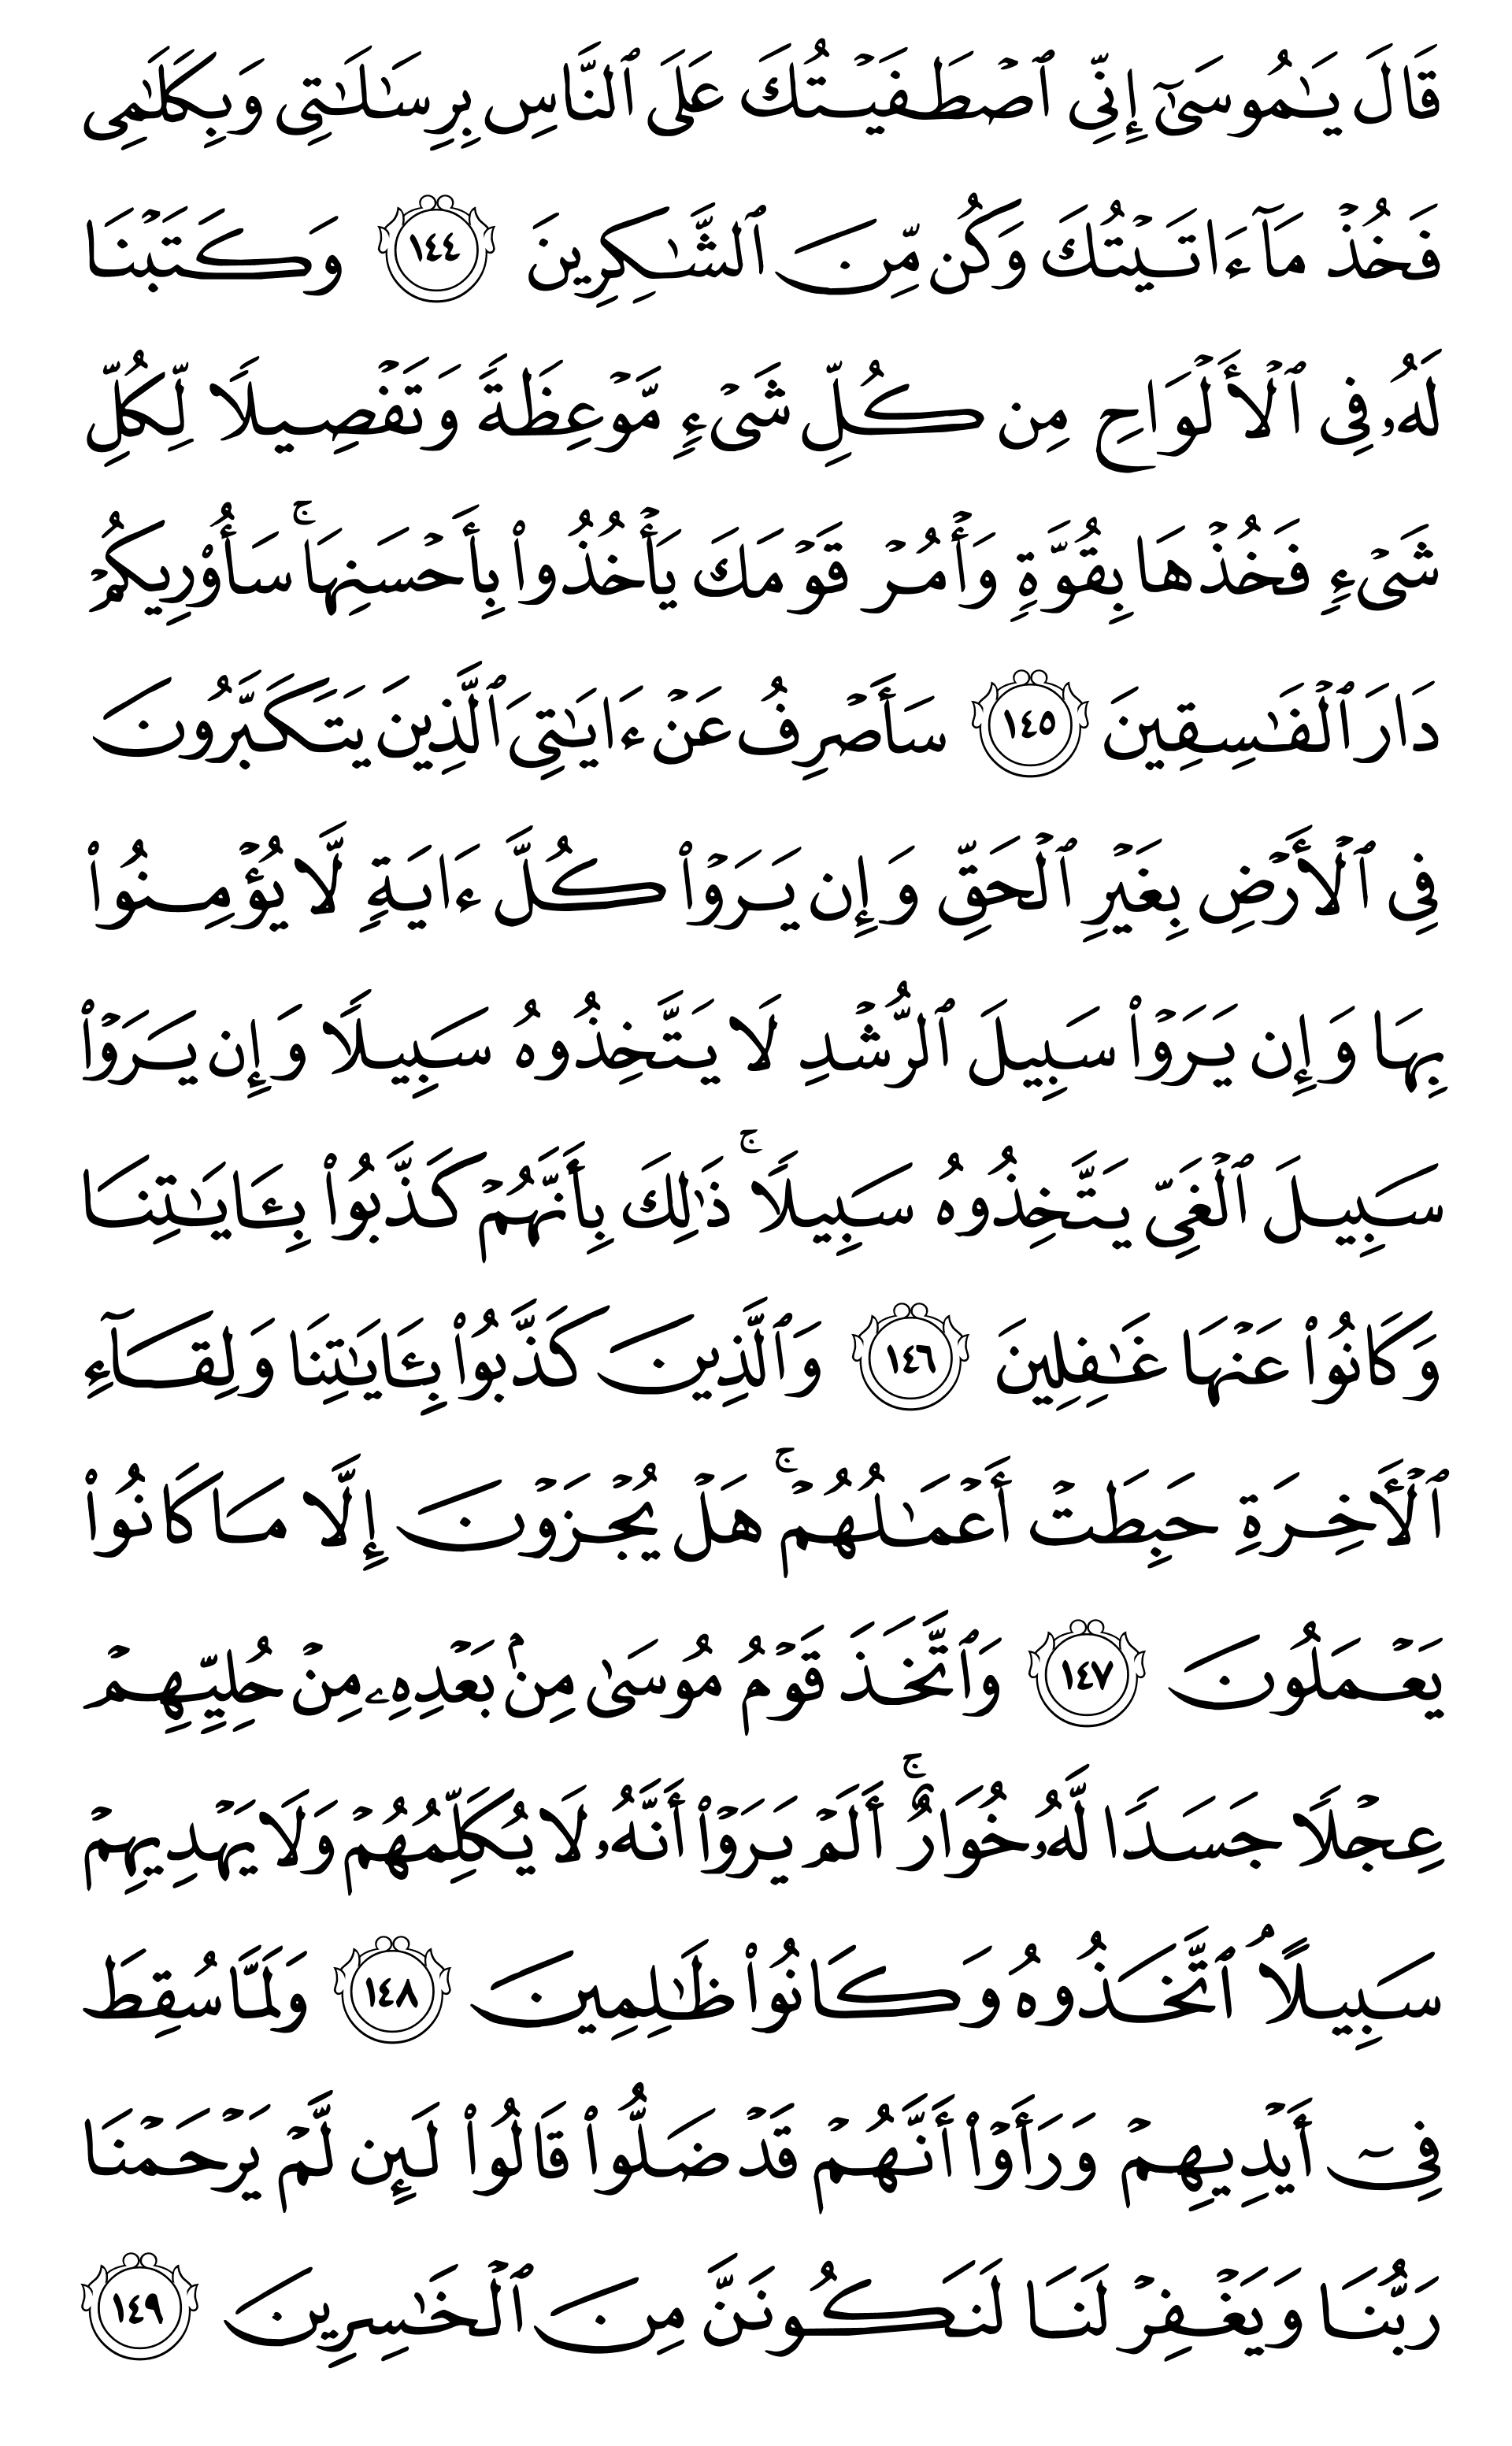 قَالَ يَـٰمُوسَىٰٓ إِنِّى ٱصْطَفَيْتُكَ عَلَى ٱلنَّاسِ بِرِسَـٰلَـٰتِى وَبِكَلَـٰمِى
فَخُذْ مَآ ءَاتَيْتُكَ وَكُن مِّنَ ٱلشَّـٰكِرِينَ ١٤٤ وَكَتَبْنَا
لَهُۥ فِى ٱلْأَلْوَاحِ مِن كُلِّ شَىْءٍ مَّوْعِظَةً وَتَفْصِيلًا لِّكُلِّ
شَىْءٍ فَخُذْهَا بِقُوَّةٍ وَأْمُرْ قَوْمَكَ يَأْخُذُوا۟ بِأَحْسَنِهَا ۚ سَأُو۟رِيكُمْ
دَارَ ٱلْفَـٰسِقِينَ ١٤٥ سَأَصْرِفُ عَنْ ءَايَـٰتِىَ ٱلَّذِينَ يَتَكَبَّرُونَ
فِى ٱلْأَرْضِ بِغَيْرِ ٱلْحَقِّ وَإِن يَرَوْا۟ كُلَّ ءَايَةٍ لَّا يُؤْمِنُوا۟
بِهَا وَإِن يَرَوْا۟ سَبِيلَ ٱلرُّشْدِ لَا يَتَّخِذُوهُ سَبِيلًا وَإِن يَرَوْا۟
سَبِيلَ ٱلْغَىِّ يَتَّخِذُوهُ سَبِيلًا ۚ ذَٰلِكَ بِأَنَّهُمْ كَذَّبُوا۟ بِـَٔايَـٰتِنَا
وَكَانُوا۟ عَنْهَا غَـٰفِلِينَ ١٤٦ وَٱلَّذِينَ كَذَّبُوا۟ بِـَٔايَـٰتِنَا وَلِقَآءِ
ٱلْـَٔاخِرَةِ حَبِطَتْ أَعْمَـٰلُهُمْ ۚ هَلْ يُجْزَوْنَ إِلَّا مَا كَانُوا۟
يَعْمَلُونَ ١٤٧ وَٱتَّخَذَ قَوْمُ مُوسَىٰ مِنۢ بَعْدِهِۦ مِنْ حُلِيِّهِمْ
عِجْلًا جَسَدًا لَّهُۥ خُوَارٌ ۚ أَلَمْ يَرَوْا۟ أَنَّهُۥ لَا يُكَلِّمُهُمْ وَلَا يَهْدِيهِمْ
سَبِيلًا ۘ ٱتَّخَذُوهُ وَكَانُوا۟ ظَـٰلِمِينَ ١٤٨ وَلَمَّا سُقِطَ
فِىٓ أَيْدِيهِمْ وَرَأَوْا۟ أَنَّهُمْ قَدْ ضَلُّوا۟ قَالُوا۟ لَئِن لَّمْ يَرْحَمْنَا
رَبُّنَا وَيَغْفِرْ لَنَا لَنَكُونَنَّ مِنَ ٱلْخَـٰسِرِينَ ١٤٩